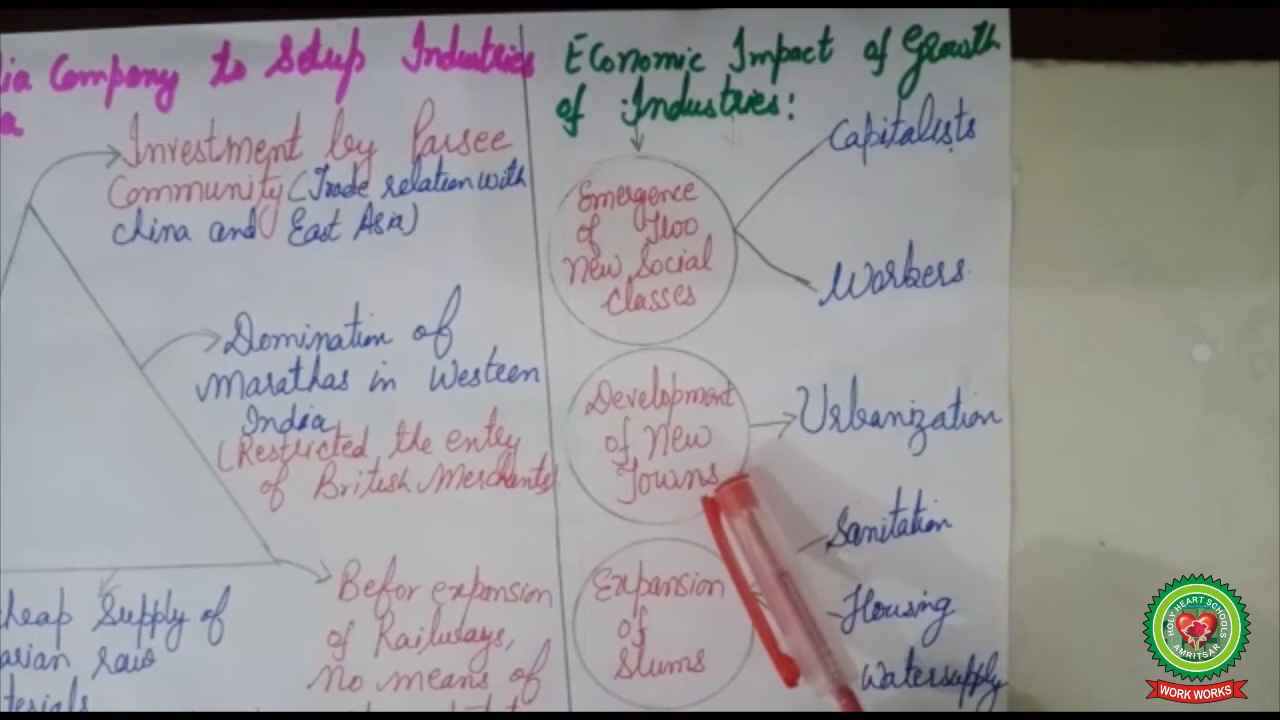 ia Company to Setup Industries
a
Investment by Parsee
Community (Trade relation with
China and East Asia)
Domination of
Marathas in Western
India
(Restricted the entry
of British Merchants)
Befor expansion
of Railways,
No means of
cheap Supply of
arian raw
terials
Economic Impact of Growth
of Industries:
Emergence
of Two
New Social
Classes
Capitalists
Workers
Development
of New
Towns
Urbanization
Expansion
of
Slums
Sanitation
Housing
Watersupply
HOLY HEART SCHOOLS
AMRITSAR
WORK WORKS